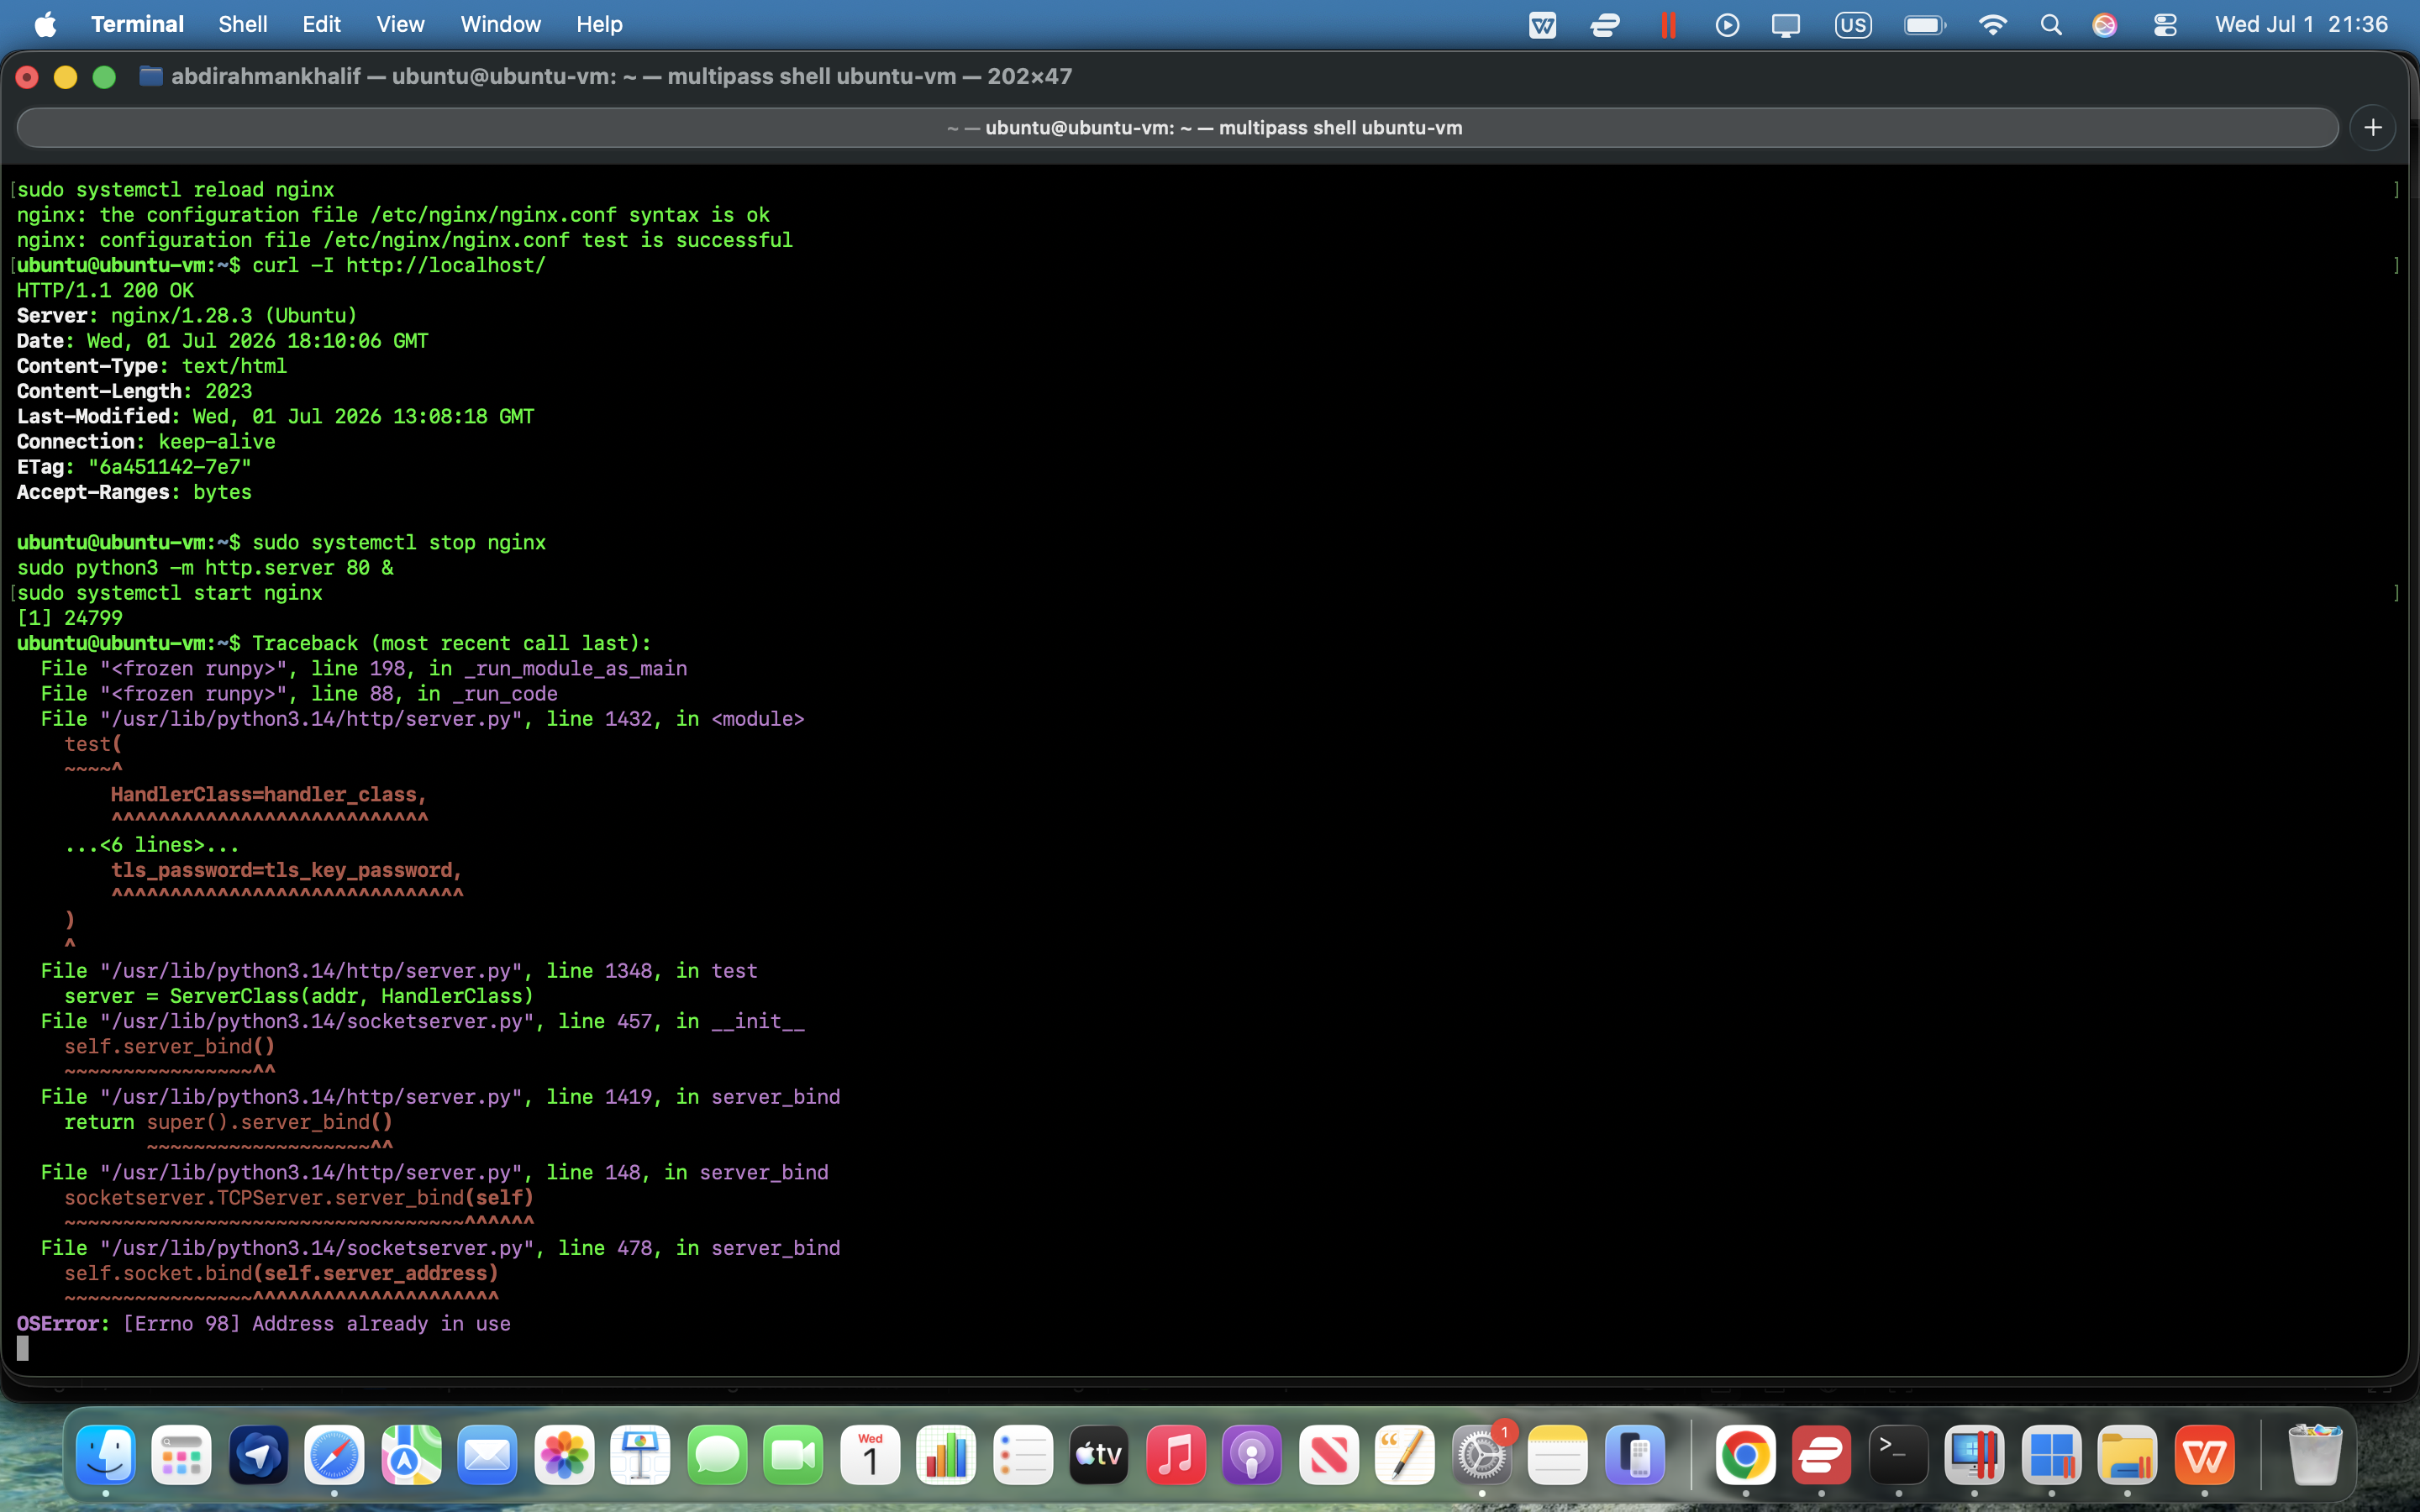 Terminal Shell Edit View Window Help US Wed Jul 1 21:36
abdirahmankhalif — ubuntu@ubuntu-vm: ~ — multipass shell ubuntu-vm — 202×47
~ — ubuntu@ubuntu-vm: ~ — multipass shell ubuntu-vm +
[sudo systemctl reload nginx ]
nginx: the configuration file /etc/nginx/nginx.conf syntax is ok
nginx: configuration file /etc/nginx/nginx.conf test is successful
[ubuntu@ubuntu-vm:~$ curl -I http://localhost/ ]
HTTP/1.1 200 OK
Server: nginx/1.28.3 (Ubuntu)
Date: Wed, 01 Jul 2026 18:10:06 GMT
Content-Type: text/html
Content-Length: 2023
Last-Modified: Wed, 01 Jul 2026 13:08:18 GMT
Connection: keep-alive
ETag: "6a451142-7e7"
Accept-Ranges: bytes
ubuntu@ubuntu-vm:~$ sudo systemctl stop nginx
sudo python3 -m http.server 80 &
[sudo systemctl start nginx ]
[1] 24799
ubuntu@ubuntu-vm:~$ Traceback (most recent call last):
  File "<frozen runpy>", line 198, in _run_module_as_main
  File "<frozen runpy>", line 88, in _run_code
  File "/usr/lib/python3.14/http/server.py", line 1432, in <module>
    test(
    ~~~~^
        HandlerClass=handler_class,
        ^^^^^^^^^^^^^^^^^^^^^^^^^^^
    ...<6 lines>...
        tls_password=tls_key_password,
        ^^^^^^^^^^^^^^^^^^^^^^^^^^^^^^
    )
    ^
  File "/usr/lib/python3.14/http/server.py", line 1348, in test
    server = ServerClass(addr, HandlerClass)
  File "/usr/lib/python3.14/socketserver.py", line 457, in __init__
    self.server_bind()
    ~~~~~~~~~~~~~~~~^^
  File "/usr/lib/python3.14/http/server.py", line 1419, in server_bind
    return super().server_bind()
           ~~~~~~~~~~~~~~~~~~~^^
  File "/usr/lib/python3.14/http/server.py", line 148, in server_bind
    socketserver.TCPServer.server_bind(self)
    ~~~~~~~~~~~~~~~~~~~~~~~~~~~~~~~~~~^^^^^^
  File "/usr/lib/python3.14/socketserver.py", line 478, in server_bind
    self.socket.bind(self.server_address)
    ~~~~~~~~~~~~~~~~^^^^^^^^^^^^^^^^^^^^^
OSError: [Errno 98] Address already in use
Wed
1
tv
1
>_
W